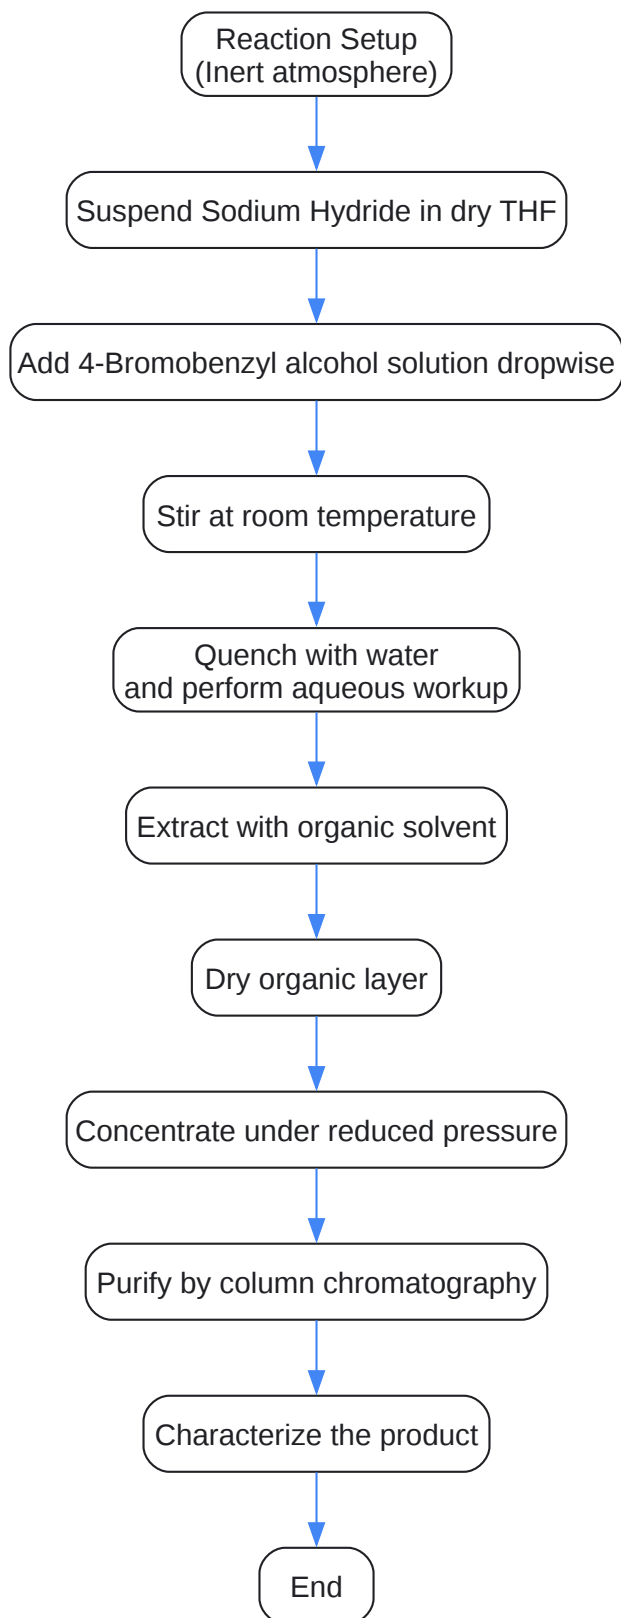 Reaction Setup
(Inert atmosphere)
Suspend Sodium Hydride in dry THF
Add 4-Bromobenzyl alcohol solution dropwise
Stir at room temperature
Quench with water
and perform aqueous workup
Extract with organic solvent
Dry organic layer
Concentrate under reduced pressure
Purify by column chromatography
Characterize the product
End